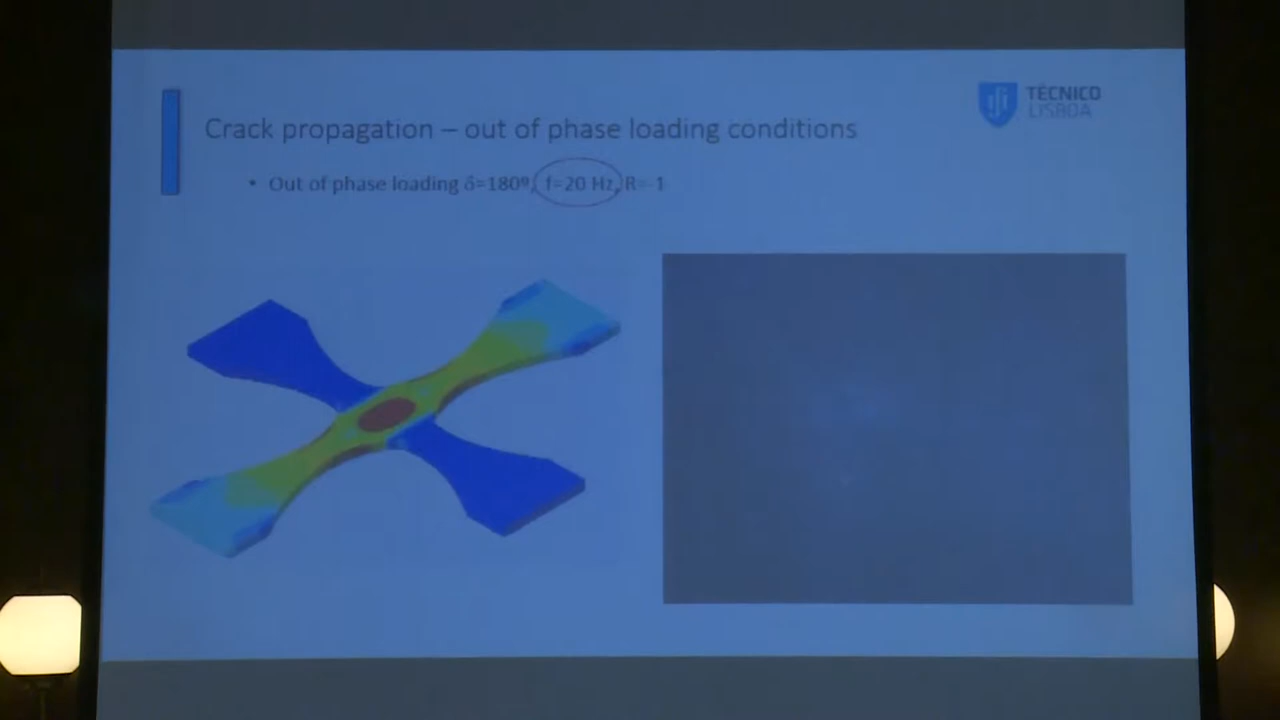 TÉCNICO
LISBOA
Crack propagation – out of phase loading conditions
• Out of phase loading δ=180º, f=20 Hz, R=-1